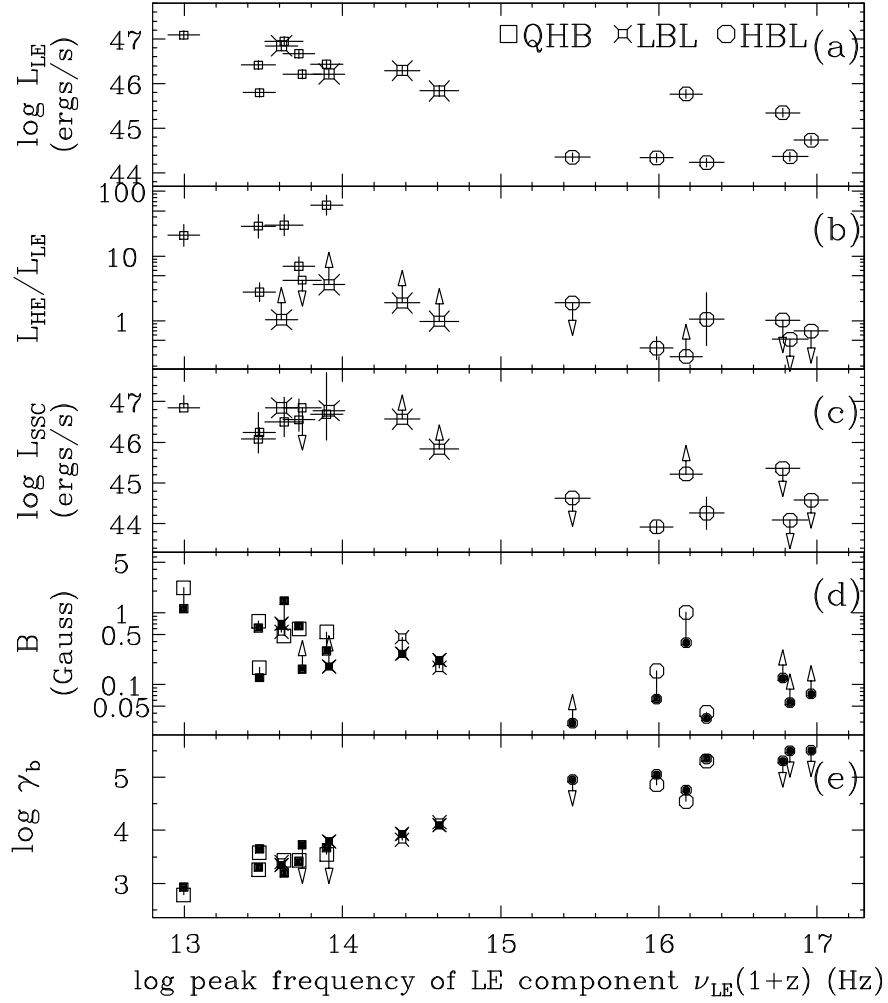 QHB LBL HBL
(a)
log L_LE
(ergs/s)
47
46
45
44
(b)
L_HE/L_LE
100
10
1
(c)
log L_SSC
(ergs/s)
47
46
45
44
(d)
B
(Gauss)
5
1
0.5
0.1
0.05
(e)
log γ_b
5
4
3
13 14 15 16 17
log peak frequency of LE component ν_LE(1+z) (Hz)